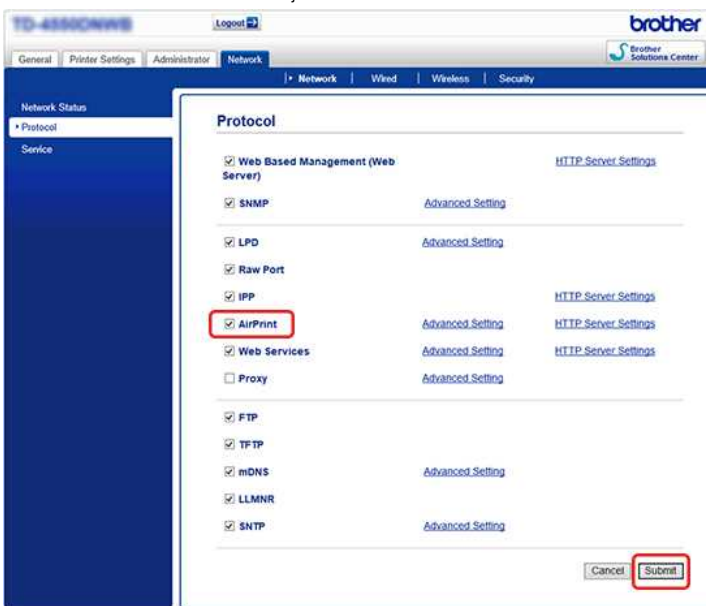 Logout
brother
General Printer Settings Administrator Network
Brother
Solutions Center
Network | Wired | Wireless | Security
Network Status
Protocol
Service
Protocol
Web Based Management (Web
Server)
HTTP Server Settings
SNMP Advanced Setting
LPD Advanced Setting
Raw Port
IPP HTTP Server Settings
AirPrint Advanced Setting HTTP Server Settings
Web Services Advanced Setting HTTP Server Settings
Proxy Advanced Setting
FTP
TFTP
mDNS Advanced Setting
LLMNR
SNTP Advanced Setting
Cancel Submit